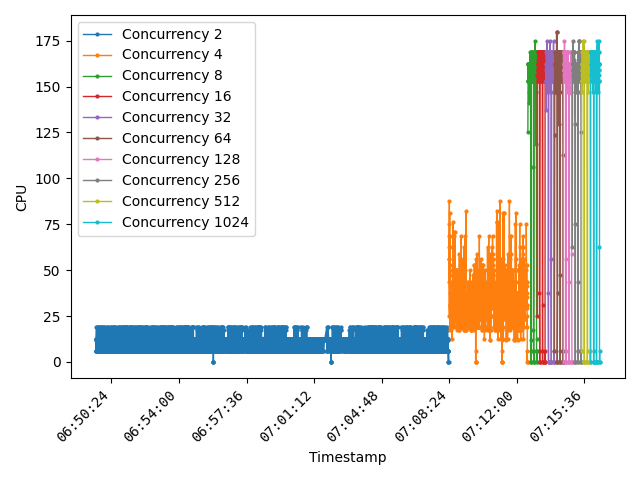 175
150
125
100
75
50
25
0
CPU
Concurrency 2
Concurrency 4
Concurrency 8
Concurrency 16
Concurrency 32
Concurrency 64
Concurrency 128
Concurrency 256
Concurrency 512
Concurrency 1024
06:50:24
06:54:00
06:57:36
07:01:12
07:04:48
07:08:24
07:12:00
07:15:36
Timestamp